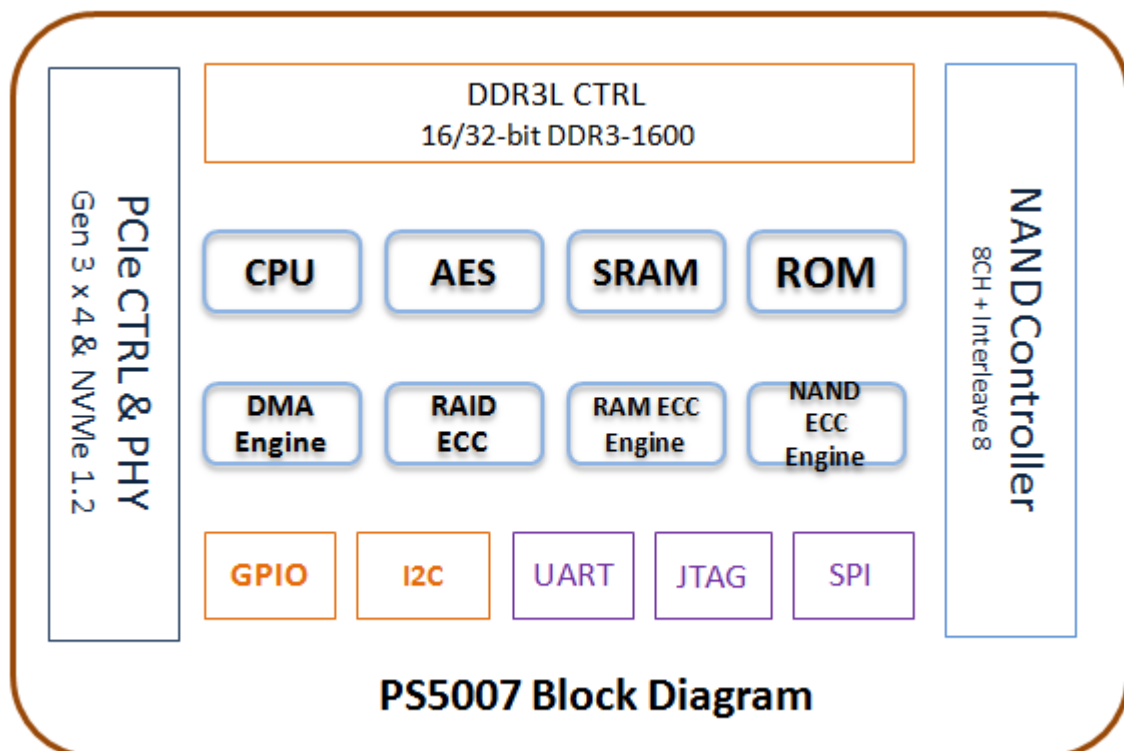 DDR3L CTRL
16/32-bit DDR3-1600
PCIe CTRL & PHY
Gen 3 x 4 & NVMe 1.2
NAND Controller
8CH + Interleave 8
CPU
AES
SRAM
ROM
DMA
Engine
RAID
ECC
RAM ECC
Engine
NAND
ECC
Engine
GPIO
I2C
UART
JTAG
SPI
PS5007 Block Diagram